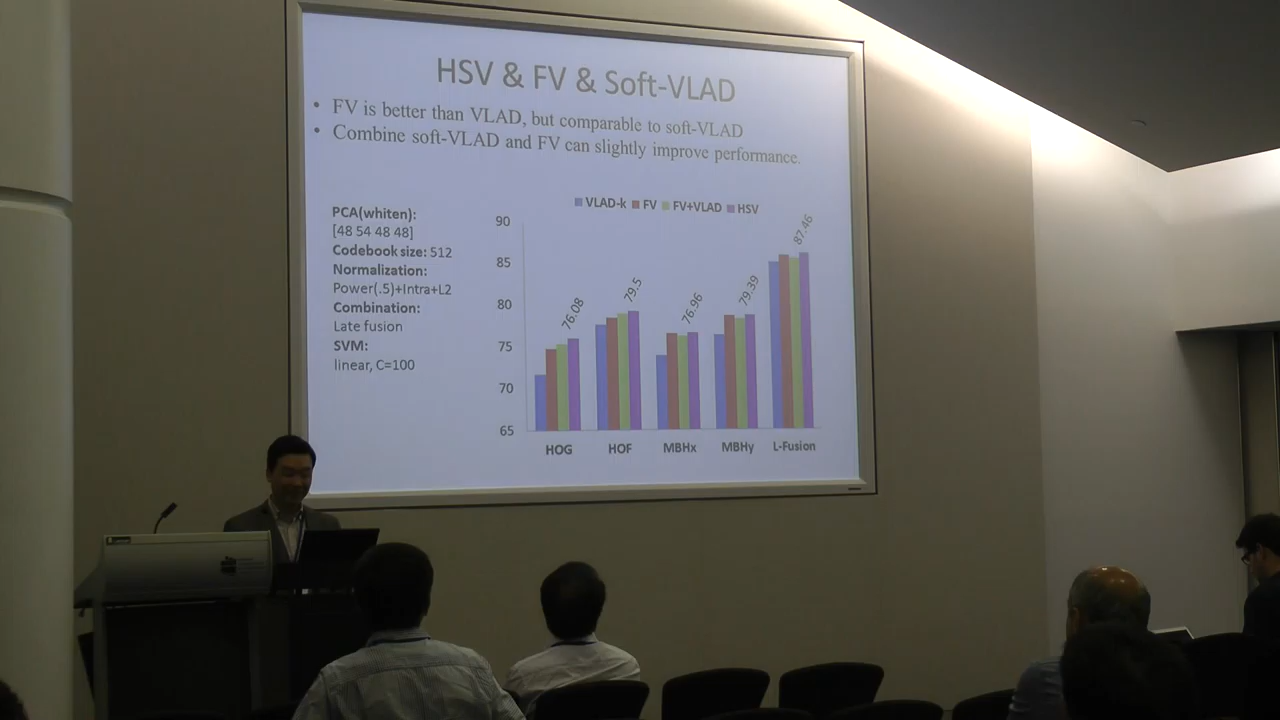 HSV & FV & Soft-VLAD
• FV is better than VLAD, but comparable to soft-VLAD
• Combine soft-VLAD and FV can slightly improve performance.
PCA(whiten):
[48 54 48 48]
Codebook size: 512
Normalization:
Power(.5)+Intra+L2
Combination:
Late fusion
SVM:
linear, C=100
VLAD-k FV FV+VLAD HSV
90
85
80
75
70
65
76.08
79.5
76.96
79.39
87.46
HOG HOF MBHx MBHy L-Fusion